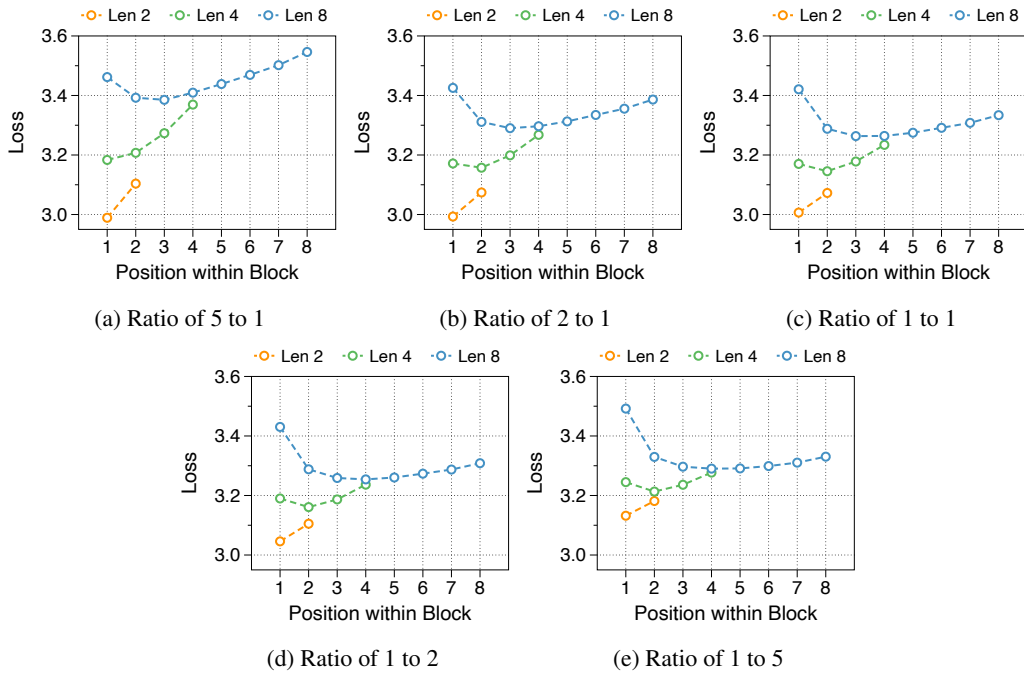 Len 2 Len 4 Len 8
3.6
3.4
3.2
3.0
Loss
1 2 3 4 5 6 7 8
Position within Block
(a) Ratio of 5 to 1
Len 2 Len 4 Len 8
3.6
3.4
3.2
3.0
Loss
1 2 3 4 5 6 7 8
Position within Block
(b) Ratio of 2 to 1
Len 2 Len 4 Len 8
3.6
3.4
3.2
3.0
Loss
1 2 3 4 5 6 7 8
Position within Block
(c) Ratio of 1 to 1
Len 2 Len 4 Len 8
3.6
3.4
3.2
3.0
Loss
1 2 3 4 5 6 7 8
Position within Block
(d) Ratio of 1 to 2
Len 2 Len 4 Len 8
3.6
3.4
3.2
3.0
Loss
1 2 3 4 5 6 7 8
Position within Block
(e) Ratio of 1 to 5